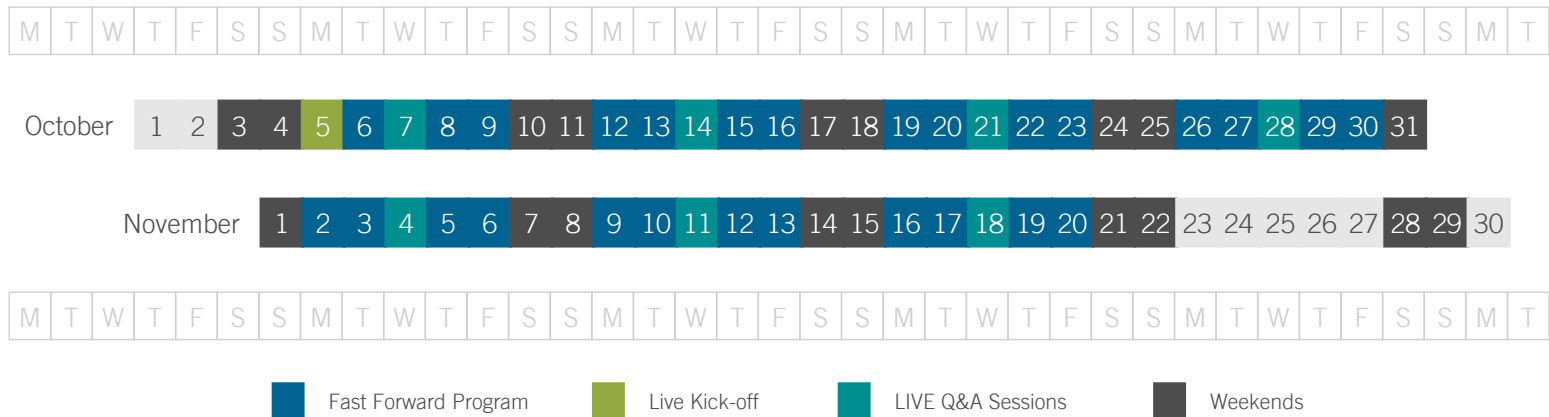 M T W T F S S M T W T F S S M T W T F S S M T W T F S S M T W T F S S M T
October 1 2 3 4 5 6 7 8 9 10 11 12 13 14 15 16 17 18 19 20 21 22 23 24 25 26 27 28 29 30 31
November 1 2 3 4 5 6 7 8 9 10 11 12 13 14 15 16 17 18 19 20 21 22 23 24 25 26 27 28 29 30
M T W T F S S M T W T F S S M T W T F S S M T W T F S S M T W T F S S M T
Fast Forward Program Live Kick-off LIVE Q&A Sessions Weekends